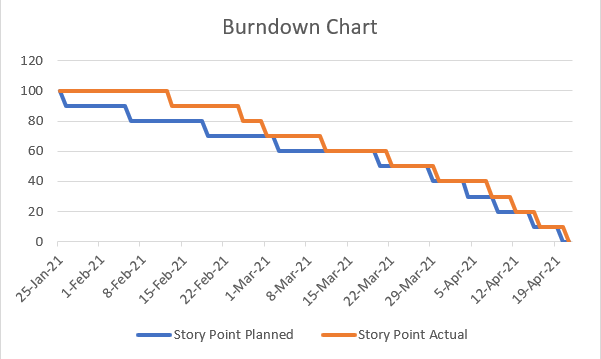 Burndown Chart
120
100
80
60
40
20
0
25-Jan-21
1-Feb-21
8-Feb-21
15-Feb-21
22-Feb-21
1-Mar-21
8-Mar-21
15-Mar-21
22-Mar-21
29-Mar-21
5-Apr-21
12-Apr-21
19-Apr-21
Story Point Planned
Story Point Actual